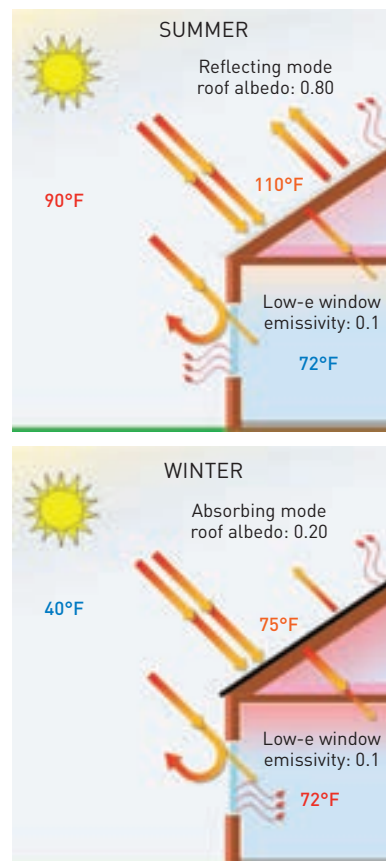 SUMMER
Reflecting mode
roof albedo: 0.80
110°F
90°F
Low-e window
emissivity: 0.1
72°F
WINTER
Absorbing mode
roof albedo: 0.20
40°F
75°F
Low-e window
emissivity: 0.1
72°F